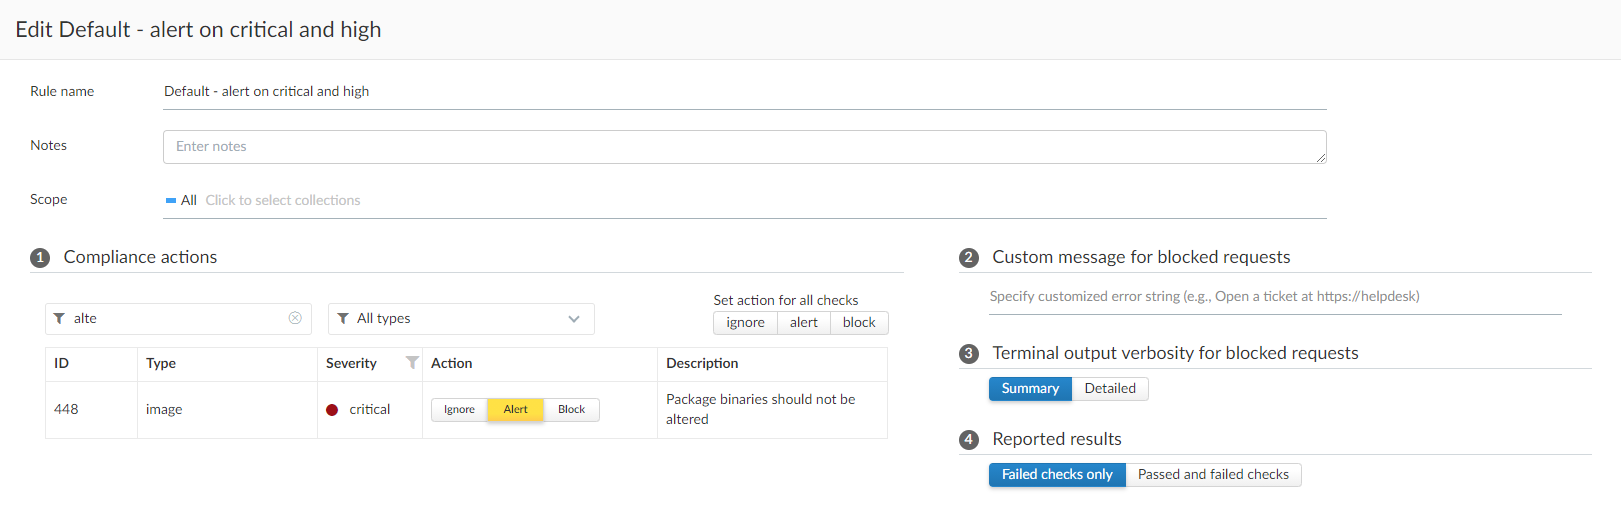 Edit Default - alert on critical and high
Rule name
Default - alert on critical and high
Notes
Enter notes
Scope
All Click to select collections
1 Compliance actions
alte
All types
Set action for all checks
ignore alert block
ID Type Severity Action Description
448 image critical Ignore Alert Block Package binaries should not be
altered
2 Custom message for blocked requests
Specify customized error string (e.g., Open a ticket at https://helpdesk)
3 Terminal output verbosity for blocked requests
Summary Detailed
4 Reported results
Failed checks only Passed and failed checks